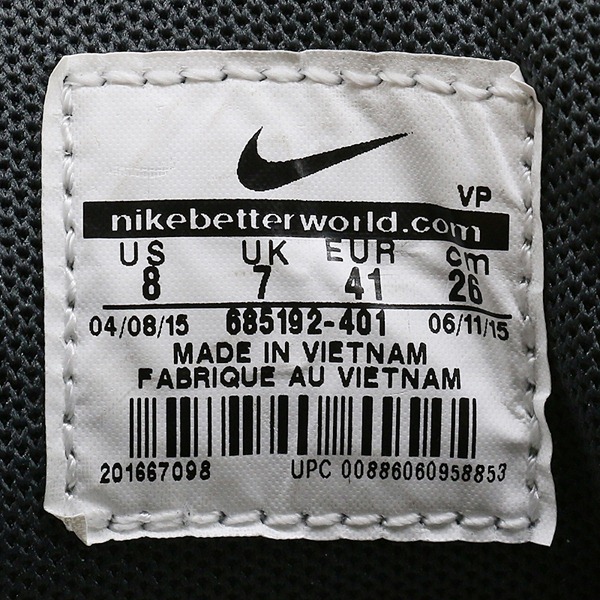 VP
nikebetterworld.com
US UK EUR cm
8 7 41 26
04/08/15 685192-401 06/11/15
MADE IN VIETNAM
FABRIQUE AU VIETNAM
201667098 UPC 00886060958853